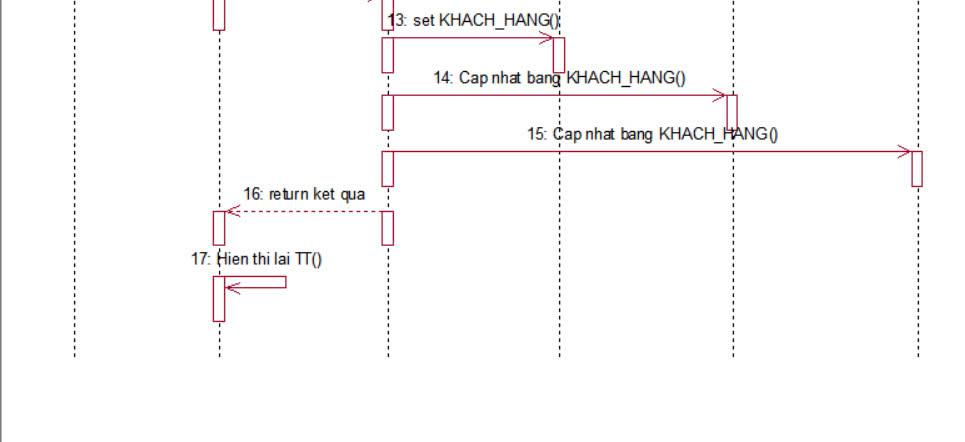 13: set KHACH_HANG()
14: Cap nhat bang KHACH_HANG()
15: Cap nhat bang KHACH_HANG()
16: return ket qua
17: Hien thi lai TT()